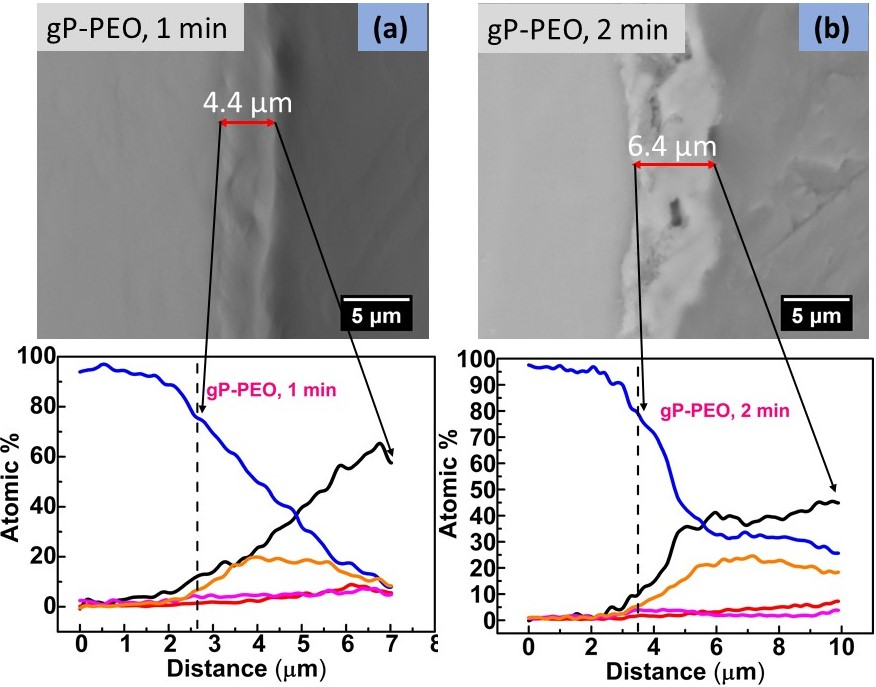 gP-PEO, 1 min
(a)
4.4 μm
5 μm
gP-PEO, 2 min
(b)
6.4 μm
5 μm
100
80
60
40
20
0
Atomic %
gP-PEO, 1 min
0 1 2 3 4 5 6 7 8
Distance (μm)
100
90
80
70
60
50
40
30
20
10
0
Atomic %
gP-PEO, 2 min
0 2 4 6 8 10
Distance (μm)